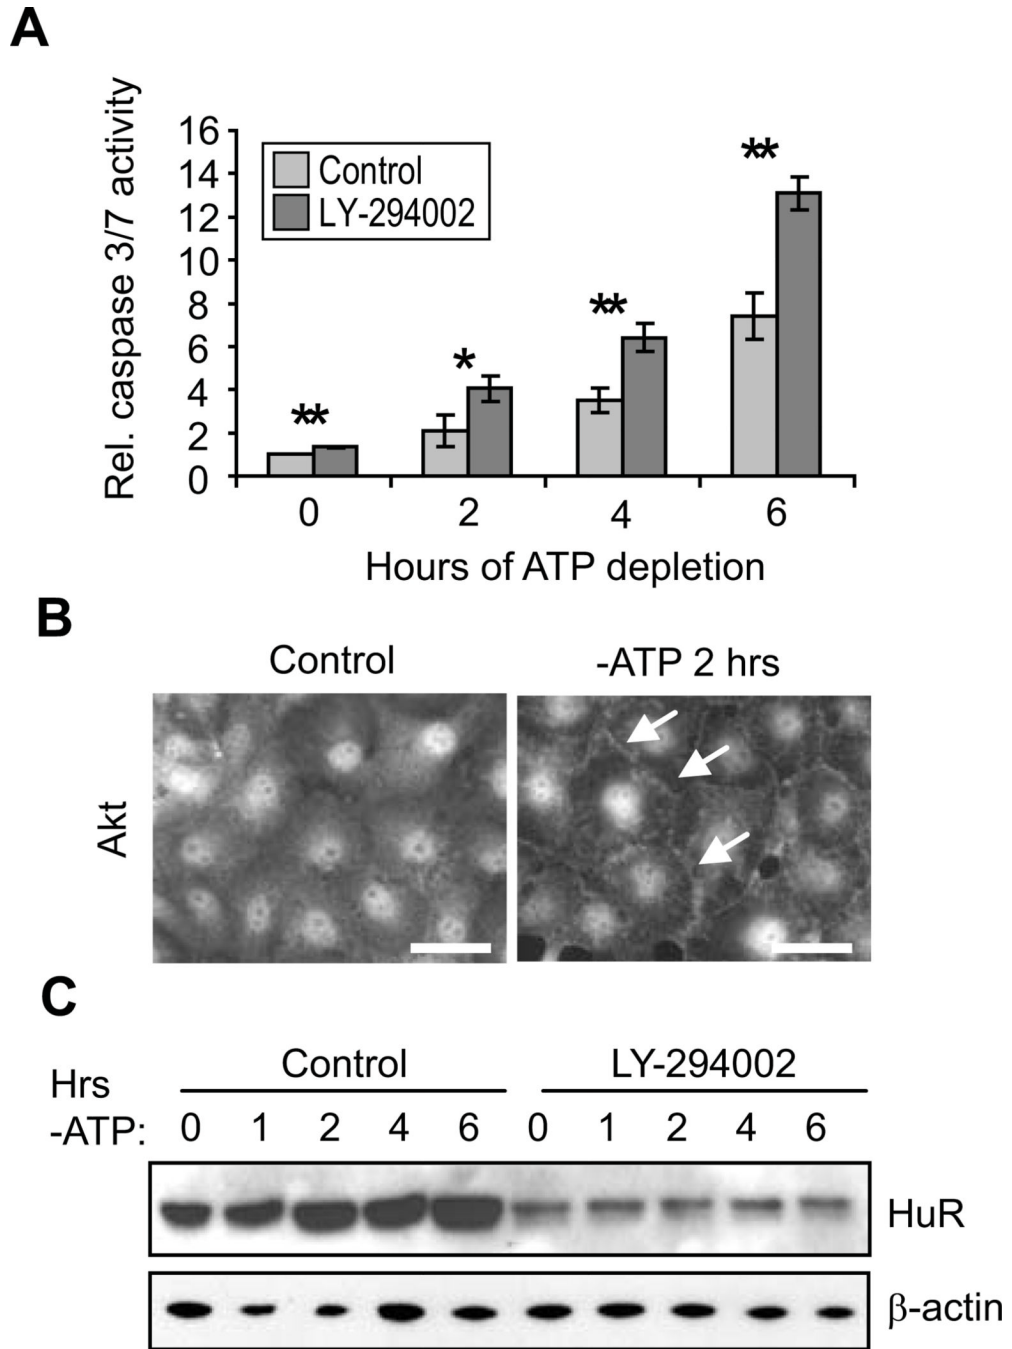 A
Rel. caspase 3/7 activity
16
14
12
10
8
6
4
2
0
Control
LY-294002
**
*
**
**
0 2 4 6
Hours of ATP depletion
B
Control -ATP 2 hrs
Akt
C
Control LY-294002
Hrs
-ATP: 0 1 2 4 6 0 1 2 4 6
HuR
β-actin